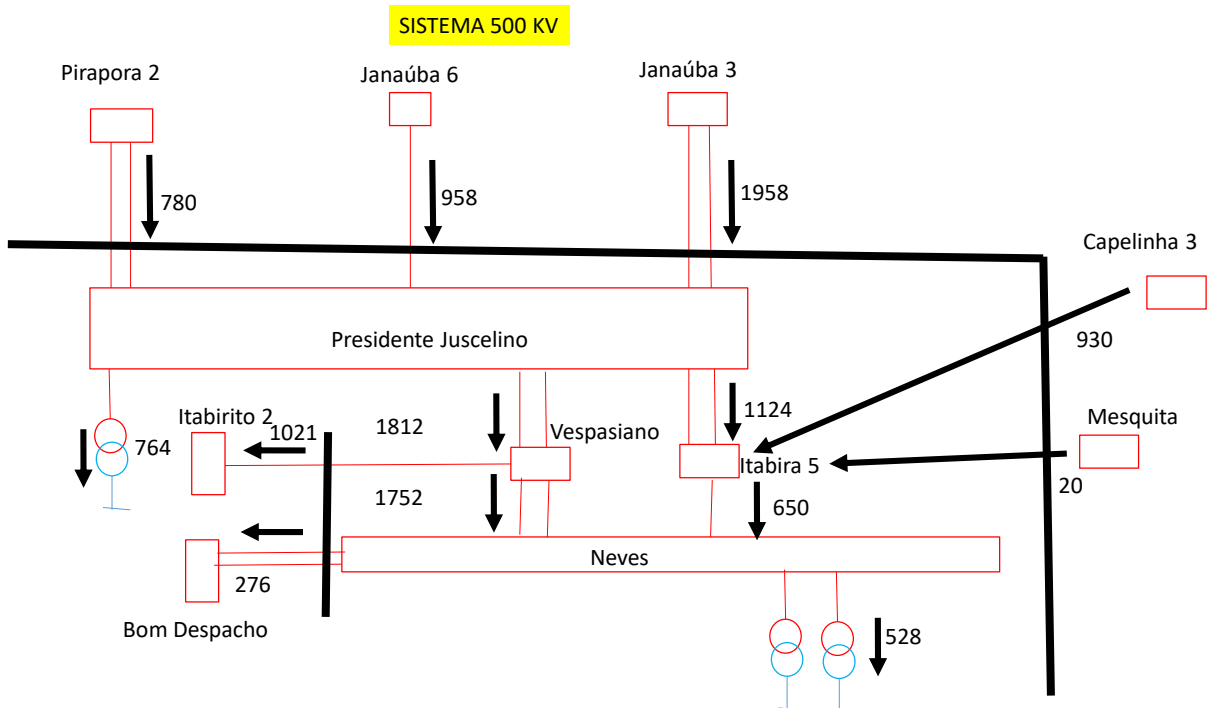 SISTEMA 500 KV
Pirapora 2
Janaúba 6
Janaúba 3
780
958
1958
Capelinha 3
930
Presidente Juscelino
Itabirito 2
1021
1812
Vespasiano
1124
Mesquita
764
Itabira 5
20
1752
650
Neves
276
Bom Despacho
528